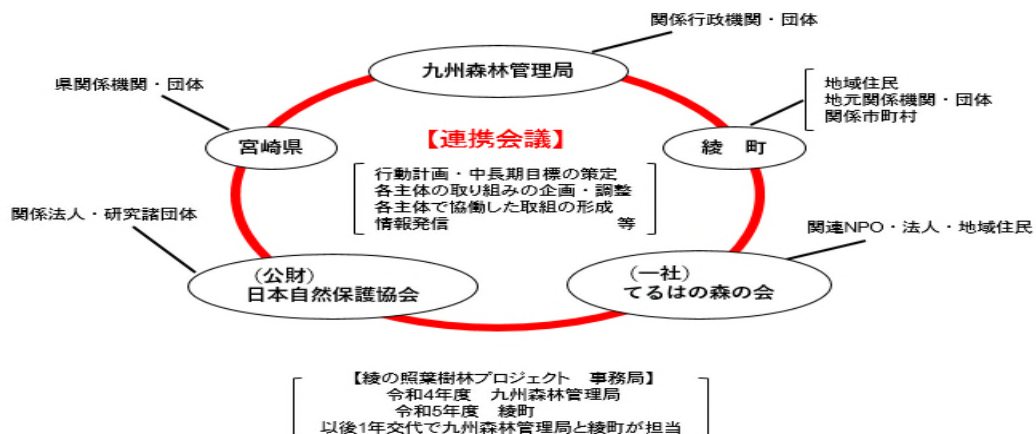 関係行政機関・団体
九州森林管理局
県関係機関・団体
地域住民
地元関係機関・団体
関係市町村
宮崎県
【連携会議】
綾　町
行動計画・中長期目標の策定
各主体の取り組みの企画・調整
各主体で協働した取組の形成
情報発信　　　　　　　　　　等
関係法人・研究諸団体
関連NPO・法人・地域住民
（公財）
日本自然保護協会
（一社）
てるはの森の会
【綾の照葉樹林プロジェクト　事務局】
令和4年度　九州森林管理局
令和5年度　綾町
以後1年交代で九州森林管理局と綾町が担当